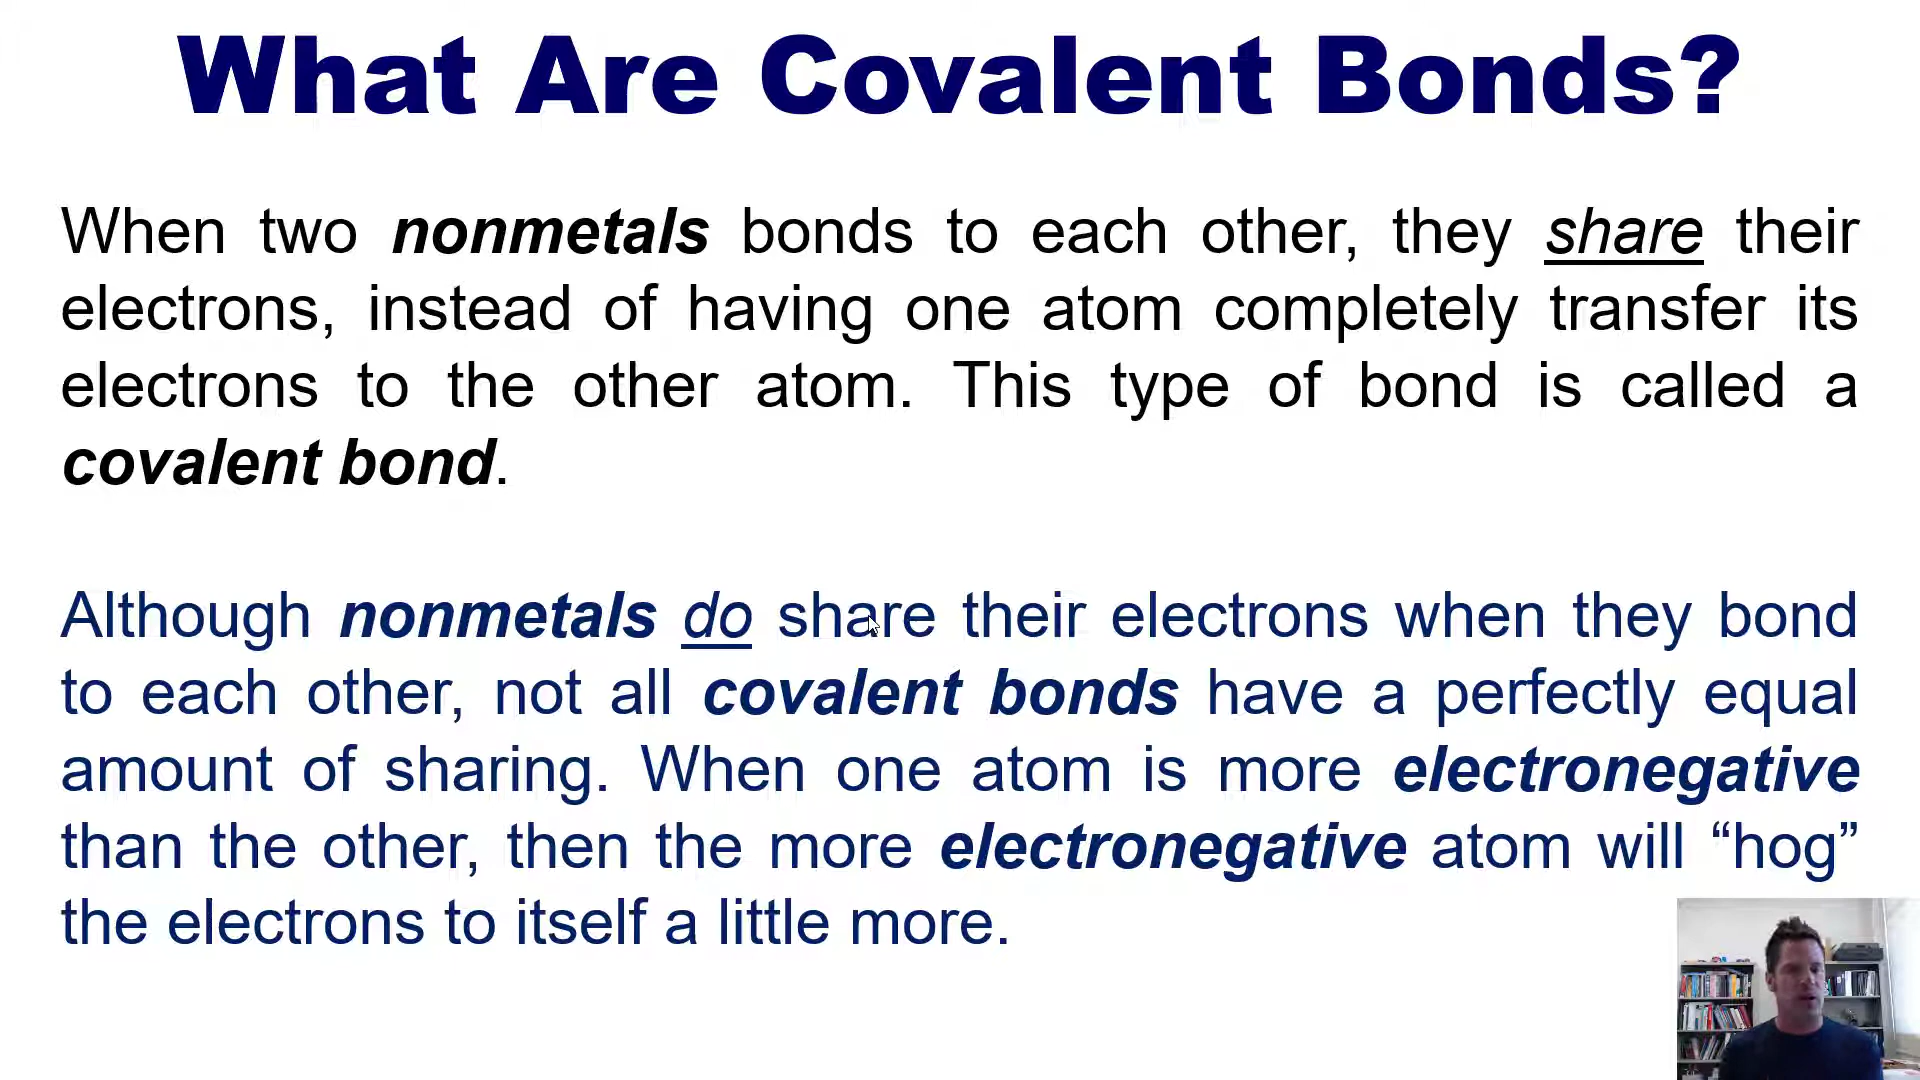 What Are Covalent Bonds?
When two nonmetals bonds to each other, they share their
electrons, instead of having one atom completely transfer its
electrons to the other atom. This type of bond is called a
covalent bond.
Although nonmetals do share their electrons when they bond
to each other, not all covalent bonds have a perfectly equal
amount of sharing. When one atom is more electronegative
than the other, then the more electronegative atom will “hog”
the electrons to itself a little more.